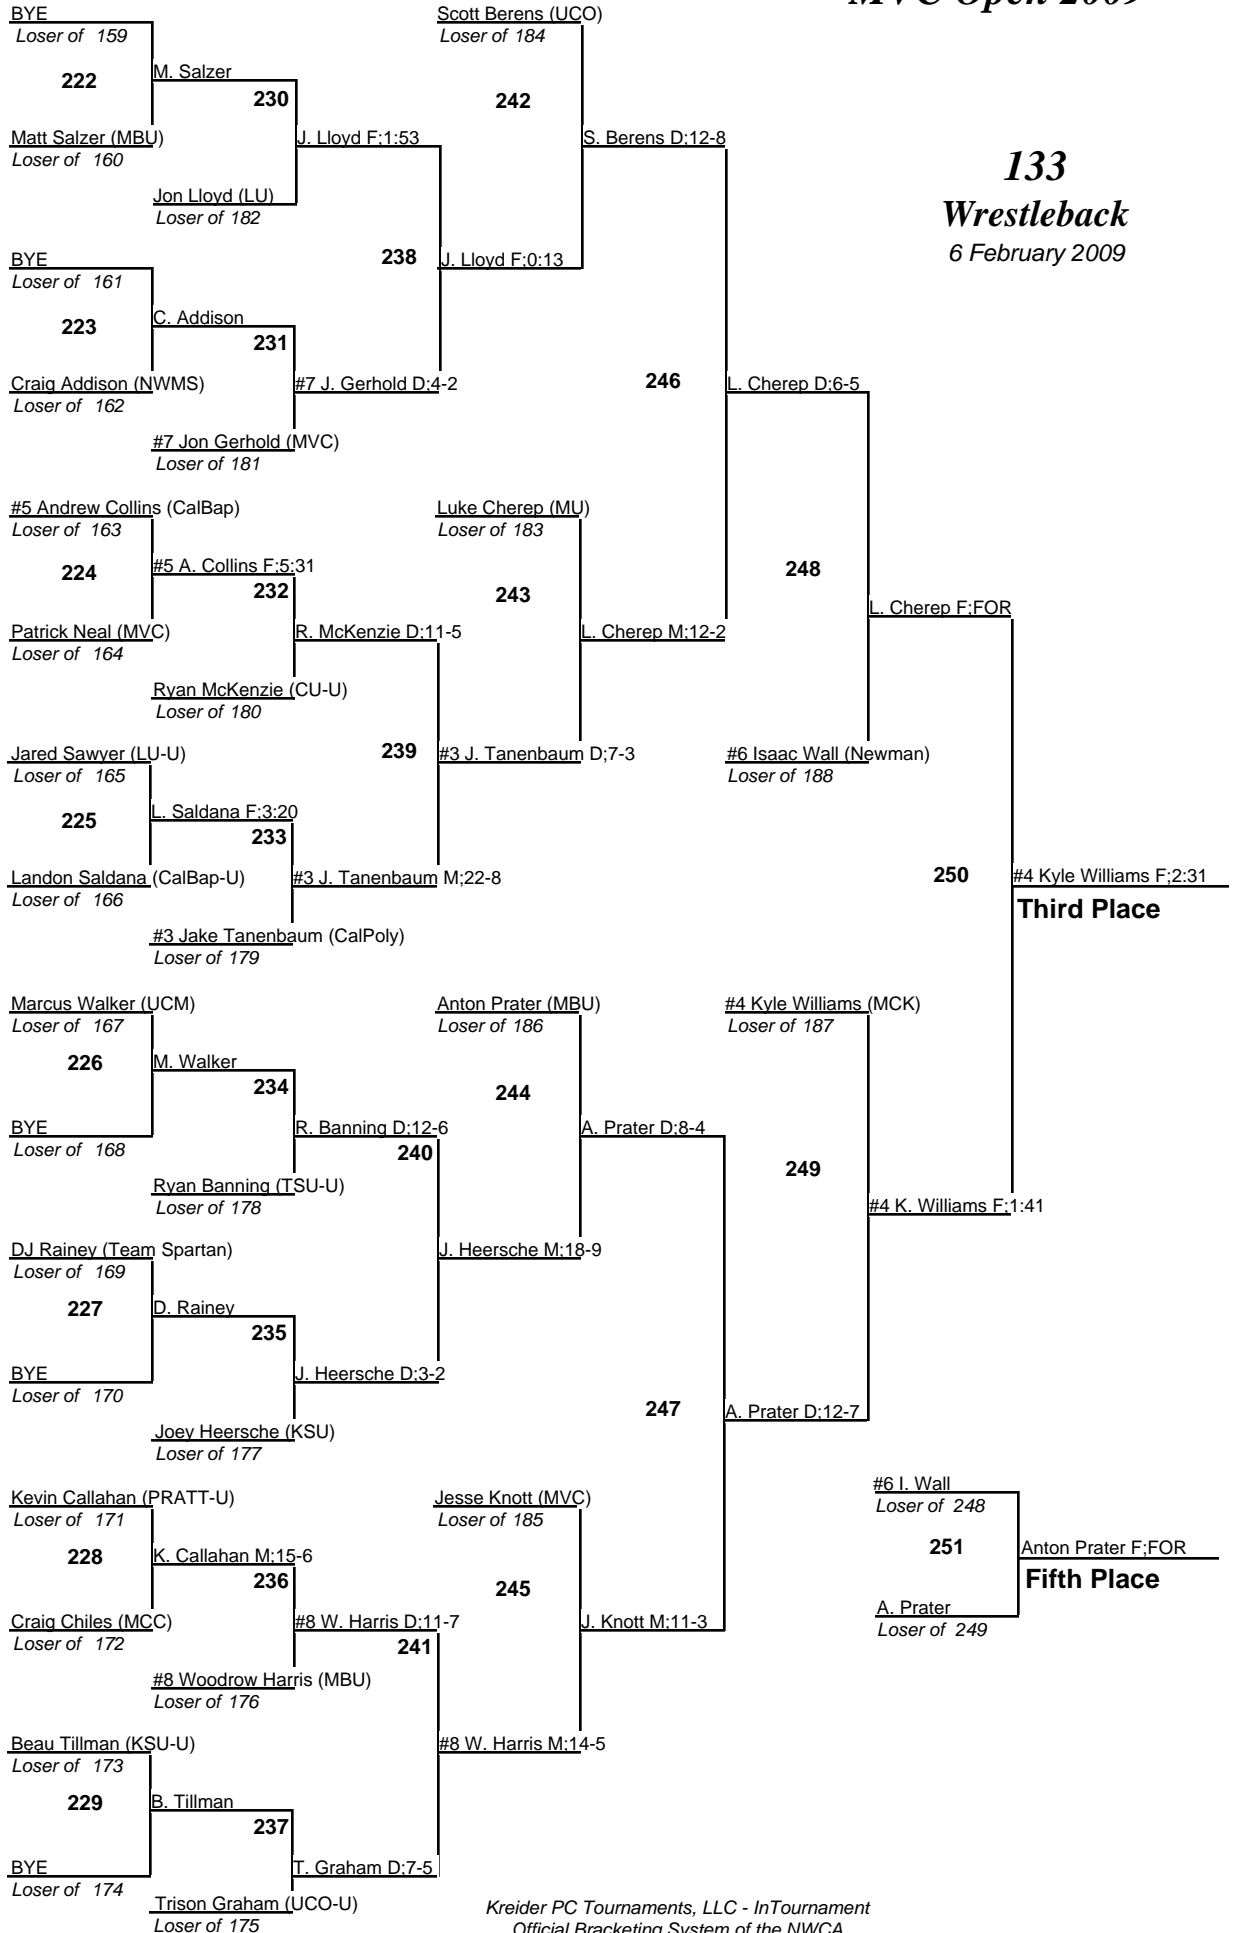 MVC Open 2009
133
Wrestleback
6 February 2009
BYE
Loser of 159
222
M. Salzer
230
Matt Salzer (MBU)
Loser of 160
J. Lloyd F;1:53
Jon Lloyd (LU)
Loser of 182
238
J. Lloyd F;0:13
BYE
Loser of 161
223
C. Addison
231
Craig Addison (NWMS)
Loser of 162
#7 J. Gerhold D;4-2
#7 Jon Gerhold (MVC)
Loser of 181
Scott Berens (UCO)
Loser of 184
242
S. Berens D;12-8
246
L. Cherep D;6-5
#5 Andrew Collins (CalBap)
Loser of 163
224
#5 A. Collins F;5:31
232
Patrick Neal (MVC)
Loser of 164
R. McKenzie D;11-5
Ryan McKenzie (CU-U)
Loser of 180
Luke Cherep (MU)
Loser of 183
243
L. Cherep M;12-2
248
L. Cherep F;FOR
Jared Sawyer (LU-U)
Loser of 165
239
#3 J. Tanenbaum D;7-3
#6 Isaac Wall (Newman)
Loser of 188
225
L. Saldana F;3:20
233
Landon Saldana (CalBap-U)
Loser of 166
#3 J. Tanenbaum M;22-8
#3 Jake Tanenbaum (CalPoly)
Loser of 179
250
#4 Kyle Williams F;2:31
Third Place
Marcus Walker (UCM)
Loser of 167
226
M. Walker
234
BYE
Loser of 168
R. Banning D;12-6
240
Ryan Banning (TSU-U)
Loser of 178
Anton Prater (MBU)
Loser of 186
244
A. Prater D;8-4
#4 Kyle Williams (MCK)
Loser of 187
249
#4 K. Williams F;1:41
DJ Rainey (Team Spartan)
Loser of 169
J. Heersche M;18-9
227
D. Rainey
235
BYE
Loser of 170
J. Heersche D;3-2
Joey Heersche (KSU)
Loser of 177
247
A. Prater D;12-7
Kevin Callahan (PRATT-U)
Loser of 171
228
K. Callahan M;15-6
236
Craig Chiles (MCC)
Loser of 172
#8 W. Harris D;11-7
241
#8 Woodrow Harris (MBU)
Loser of 176
Jesse Knott (MVC)
Loser of 185
245
J. Knott M;11-3
#6 I. Wall
Loser of 248
251
Anton Prater F;FOR
Fifth Place
A. Prater
Loser of 249
Beau Tillman (KSU-U)
Loser of 173
#8 W. Harris M;14-5
229
B. Tillman
237
BYE
Loser of 174
T. Graham D;7-5
Trison Graham (UCO-U)
Loser of 175
Kreider PC Tournaments, LLC - InTournament
Official Bracketing System of the NWCA